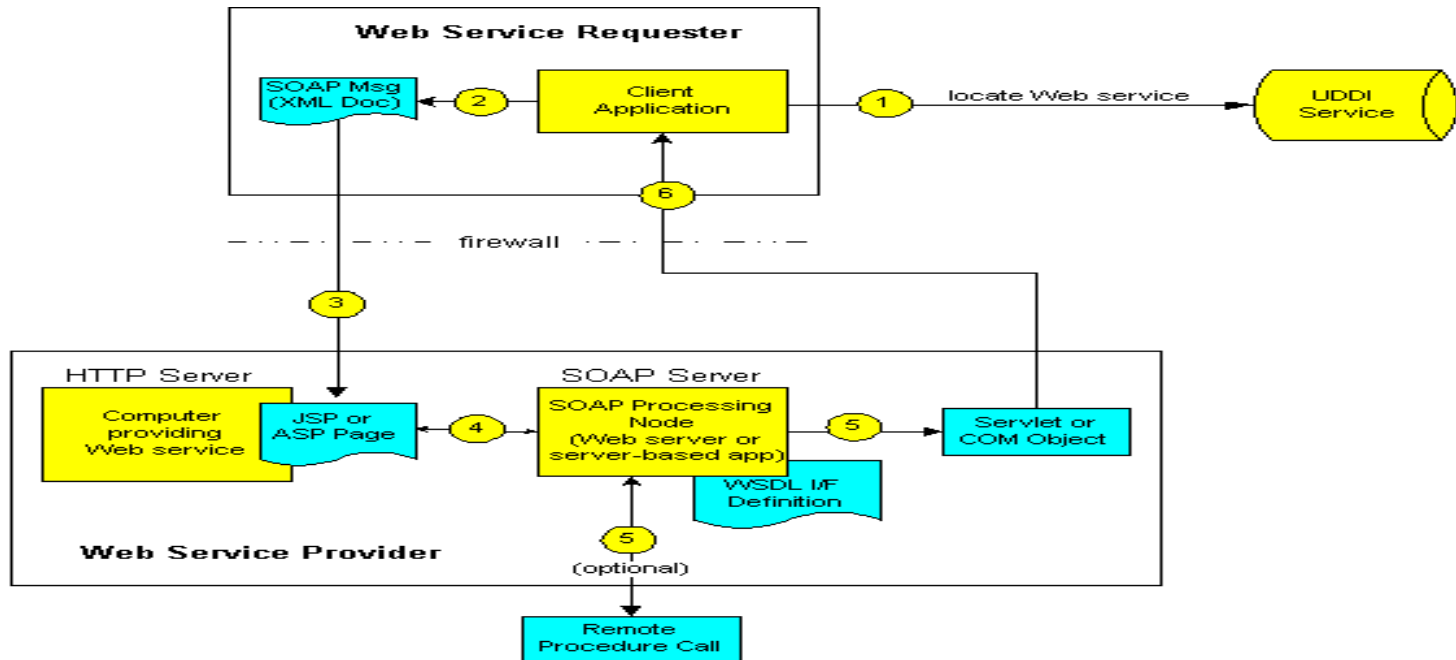 Web Service Requester
SOAP Msg
(XML Doc)
2
Client
Application
1
locate Web service
UDDI
Service
6
firewall
3
HTTP Server
SOAP Server
Computer
providing
Web service
JSP or
ASP Page
4
SOAP Processing
Node
(Web server or
server-based app)
5
Servlet or
COM Object
WSDL I/F
Definition
5
(optional)
Web Service Provider
Remote
Procedure Call